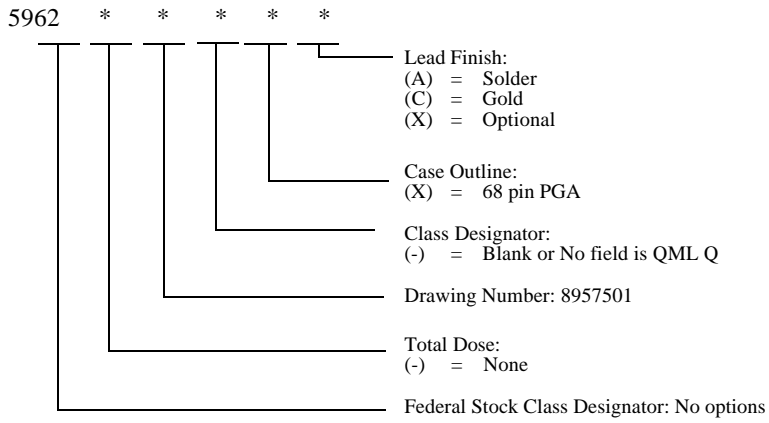 5962 * * * * *
Lead Finish:
(A) = Solder
(C) = Gold
(X) = Optional
Case Outline:
(X) = 68 pin PGA
Class Designator:
(-) = Blank or No field is QML Q
Drawing Number: 8957501
Total Dose:
(-) = None
Federal Stock Class Designator: No options